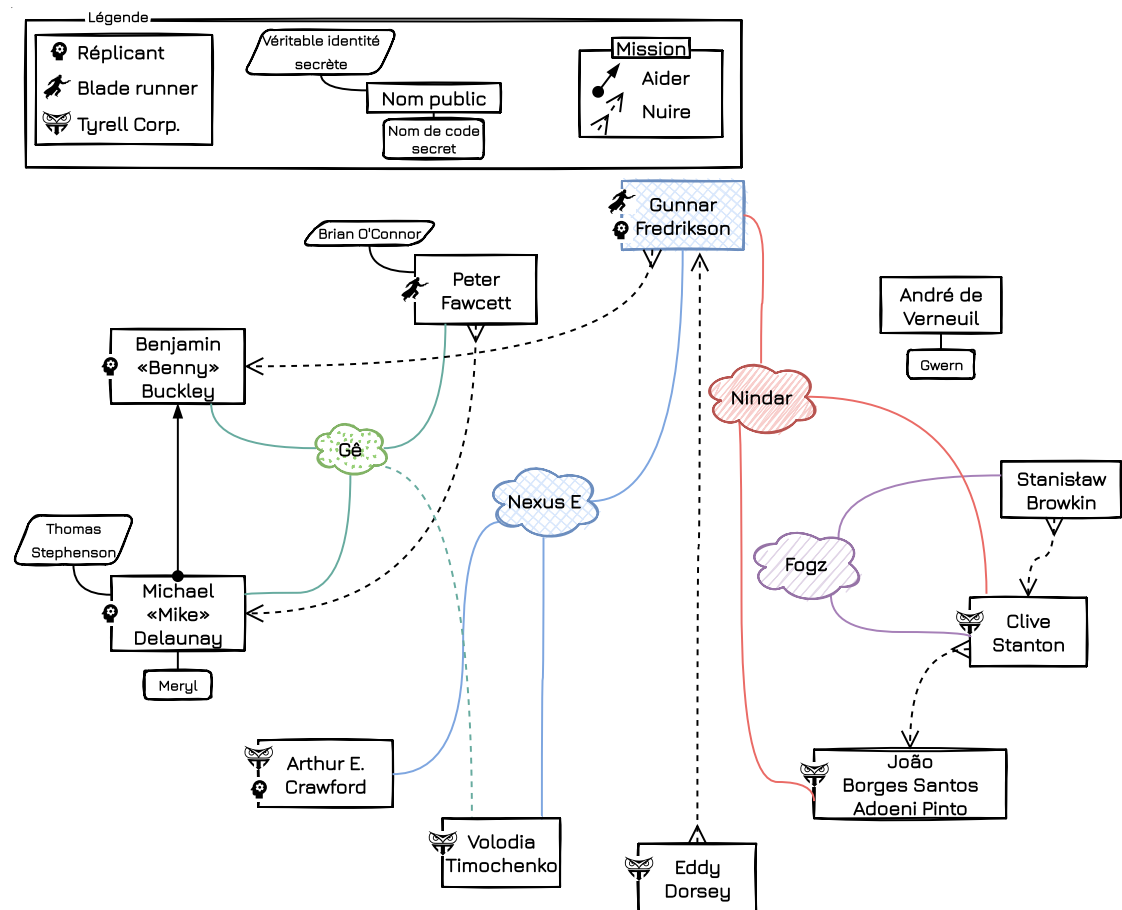 Légende
Réplicant
Blade runner
Tyrell Corp.
Véritable identité
secrète
Nom public
Nom de code
secret
Mission
Aider
Nuire
Gunnar
Fredrikson
Brian O'Connor
Peter
Fawcett
André de
Verneuil
Gwern
Benjamin
«Benny»
Buckley
Nindar
Gê
Nexus E
Stanisław
Browkin
Thomas
Stephenson
Fogz
Michael
«Mike»
Delaunay
Meryl
Clive
Stanton
Arthur E.
Crawford
João
Borges Santos
Adoeni Pinto
Volodia
Timochenko
Eddy
Dorsey